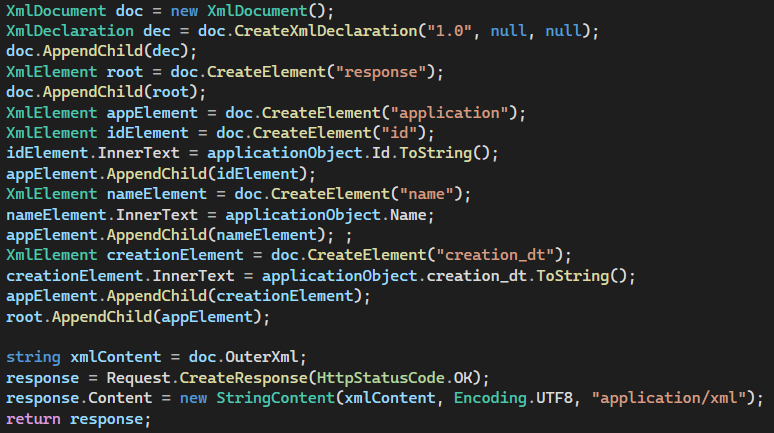 XmlDocument doc = new XmlDocument();
XmlDeclaration dec = doc.CreateXmlDeclaration("1.0", null, null);
doc.AppendChild(dec);
XmlElement root = doc.CreateElement("response");
doc.AppendChild(root);
XmlElement appElement = doc.CreateElement("application");
XmlElement idElement = doc.CreateElement("id");
idElement.InnerText = applicationObject.Id.ToString();
appElement.AppendChild(idElement);
XmlElement nameElement = doc.CreateElement("name");
nameElement.InnerText = applicationObject.Name;
appElement.AppendChild(nameElement); ;
XmlElement creationElement = doc.CreateElement("creation_dt");
creationElement.InnerText = applicationObject.creation_dt.ToString();
appElement.AppendChild(creationElement);
root.AppendChild(appElement);
string xmlContent = doc.OuterXml;
response = Request.CreateResponse(HttpStatusCode.OK);
response.Content = new StringContent(xmlContent, Encoding.UTF8, "application/xml");
return response;